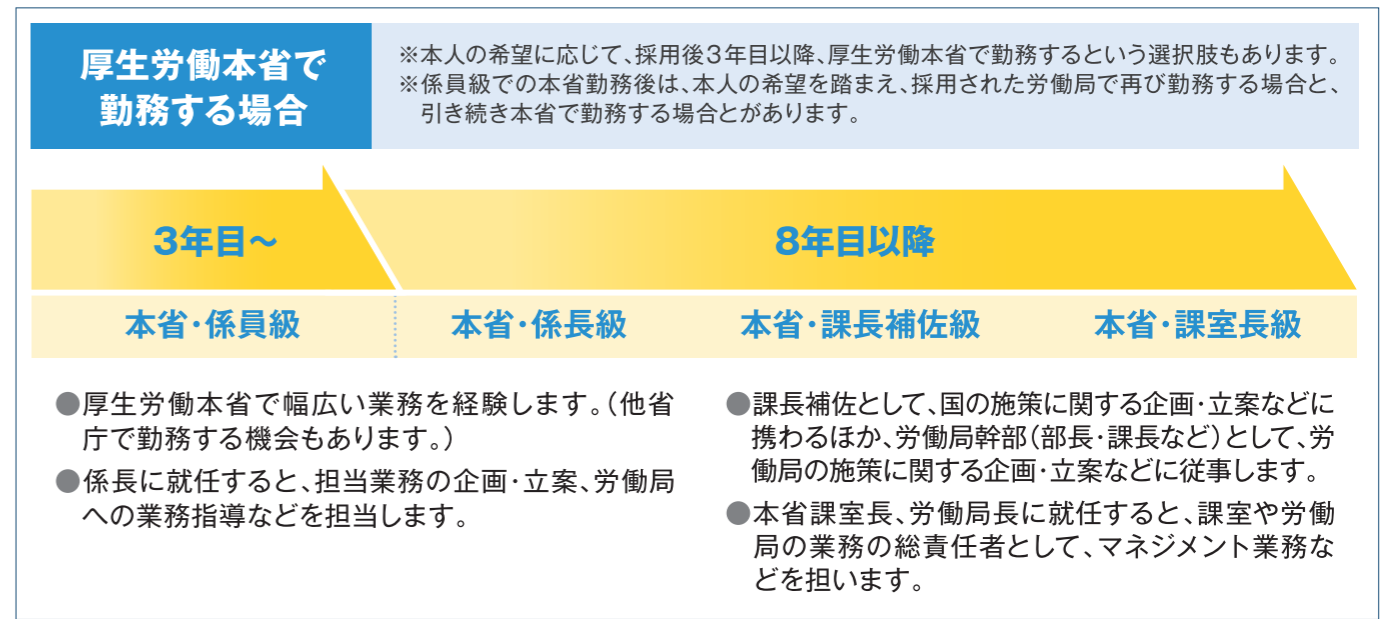 厚生労働本省で
勤務する場合
※本人の希望に応じて、採用後3年目以降、厚生労働本省で勤務するという選択肢もあります。
※係員級での本省勤務後は、本人の希望を踏まえ、採用された労働局で再び勤務する場合と、
引き続き本省で勤務する場合とがあります。
3年目～
8年目以降
本省・係員級
本省・係長級
本省・課長補佐級
本省・課室長級
●厚生労働本省で幅広い業務を経験します。（他省
庁で勤務する機会もあります。）
●係長に就任すると、担当業務の企画・立案、労働局
への業務指導などを担当します。
●課長補佐として、国の施策に関する企画・立案などに
携わるほか、労働局幹部（部長・課長など）として、労
働局の施策に関する企画・立案などに従事します。
●本省課室長、労働局長に就任すると、課室や労働
局の業務の総責任者として、マネジメント業務な
どを担います。